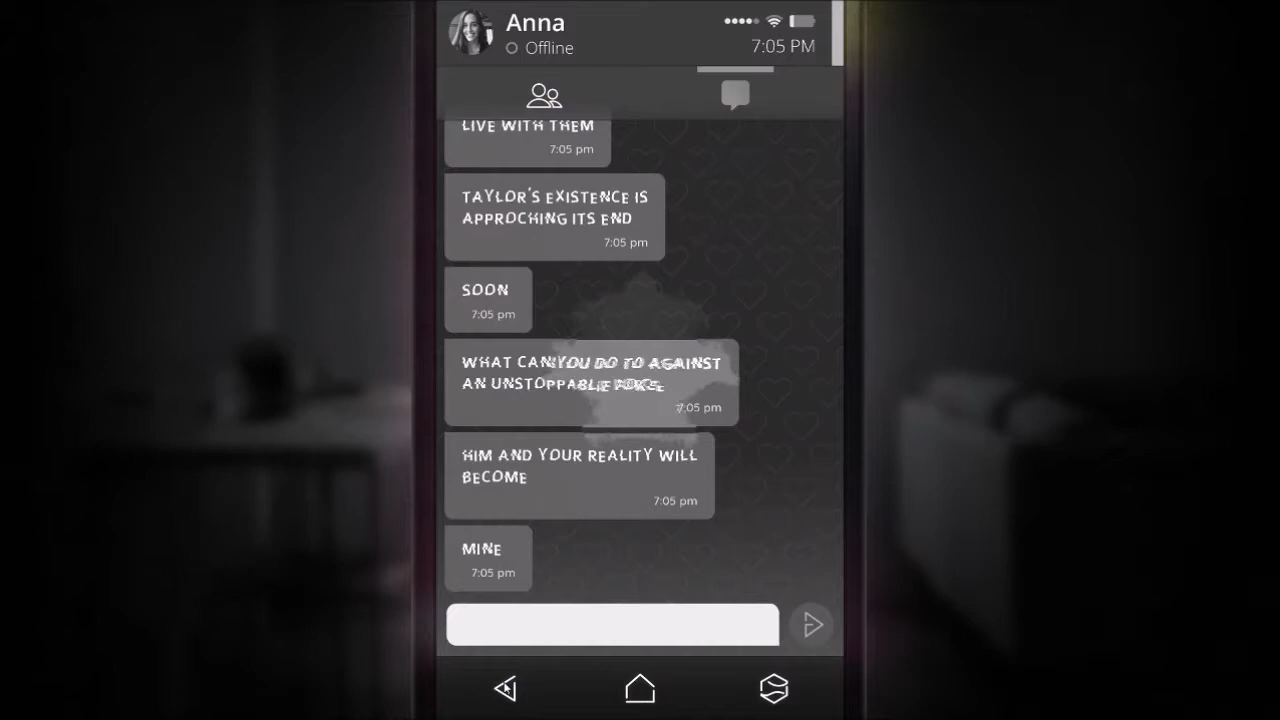 Anna
Offline
7:05 PM
LIVE WITH THEM
7:05 pm
TAYLOR'S EXISTENCE IS
APPROCHING ITS END
7:05 pm
SOON
7:05 pm
WHAT CAN YOU DO TO AGAINST
AN UNSTOPPABLE FORCE
7:05 pm
HIM AND YOUR REALITY WILL
BECOME
7:05 pm
MINE
7:05 pm